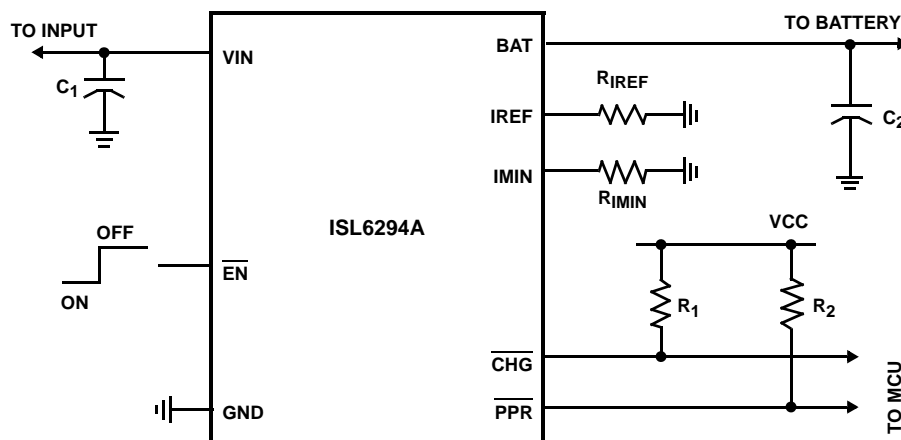 TO INPUT
TO BATTERY
VIN
BAT
C1
RIREF
IREF
C2
IMIN
RIMIN
ISL6294A
VCC
OFF
EN
ON
R1
R2
CHG
GND
PPR
TO MCU